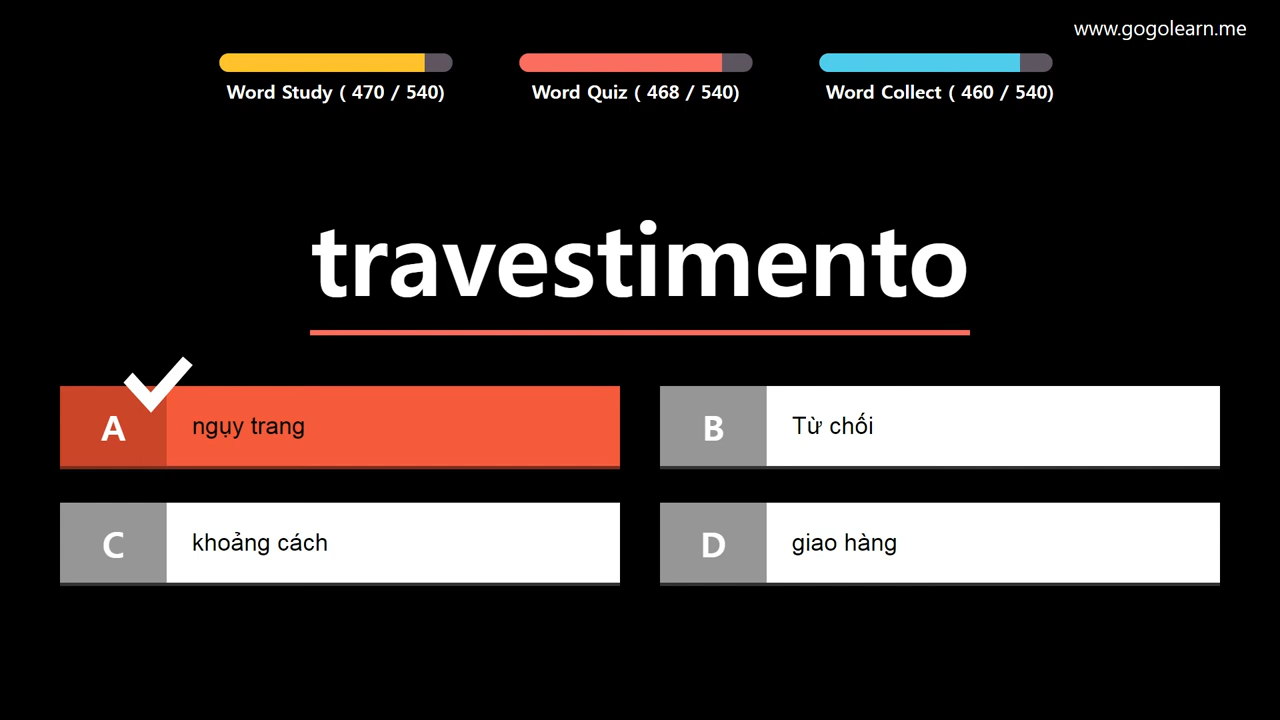 www.gogolearn.me
Word Study ( 470 / 540)
Word Quiz ( 468 / 540)
Word Collect ( 460 / 540)
travestimento
A
ngụy trang
B
Từ chối
C
khoảng cách
D
giao hàng